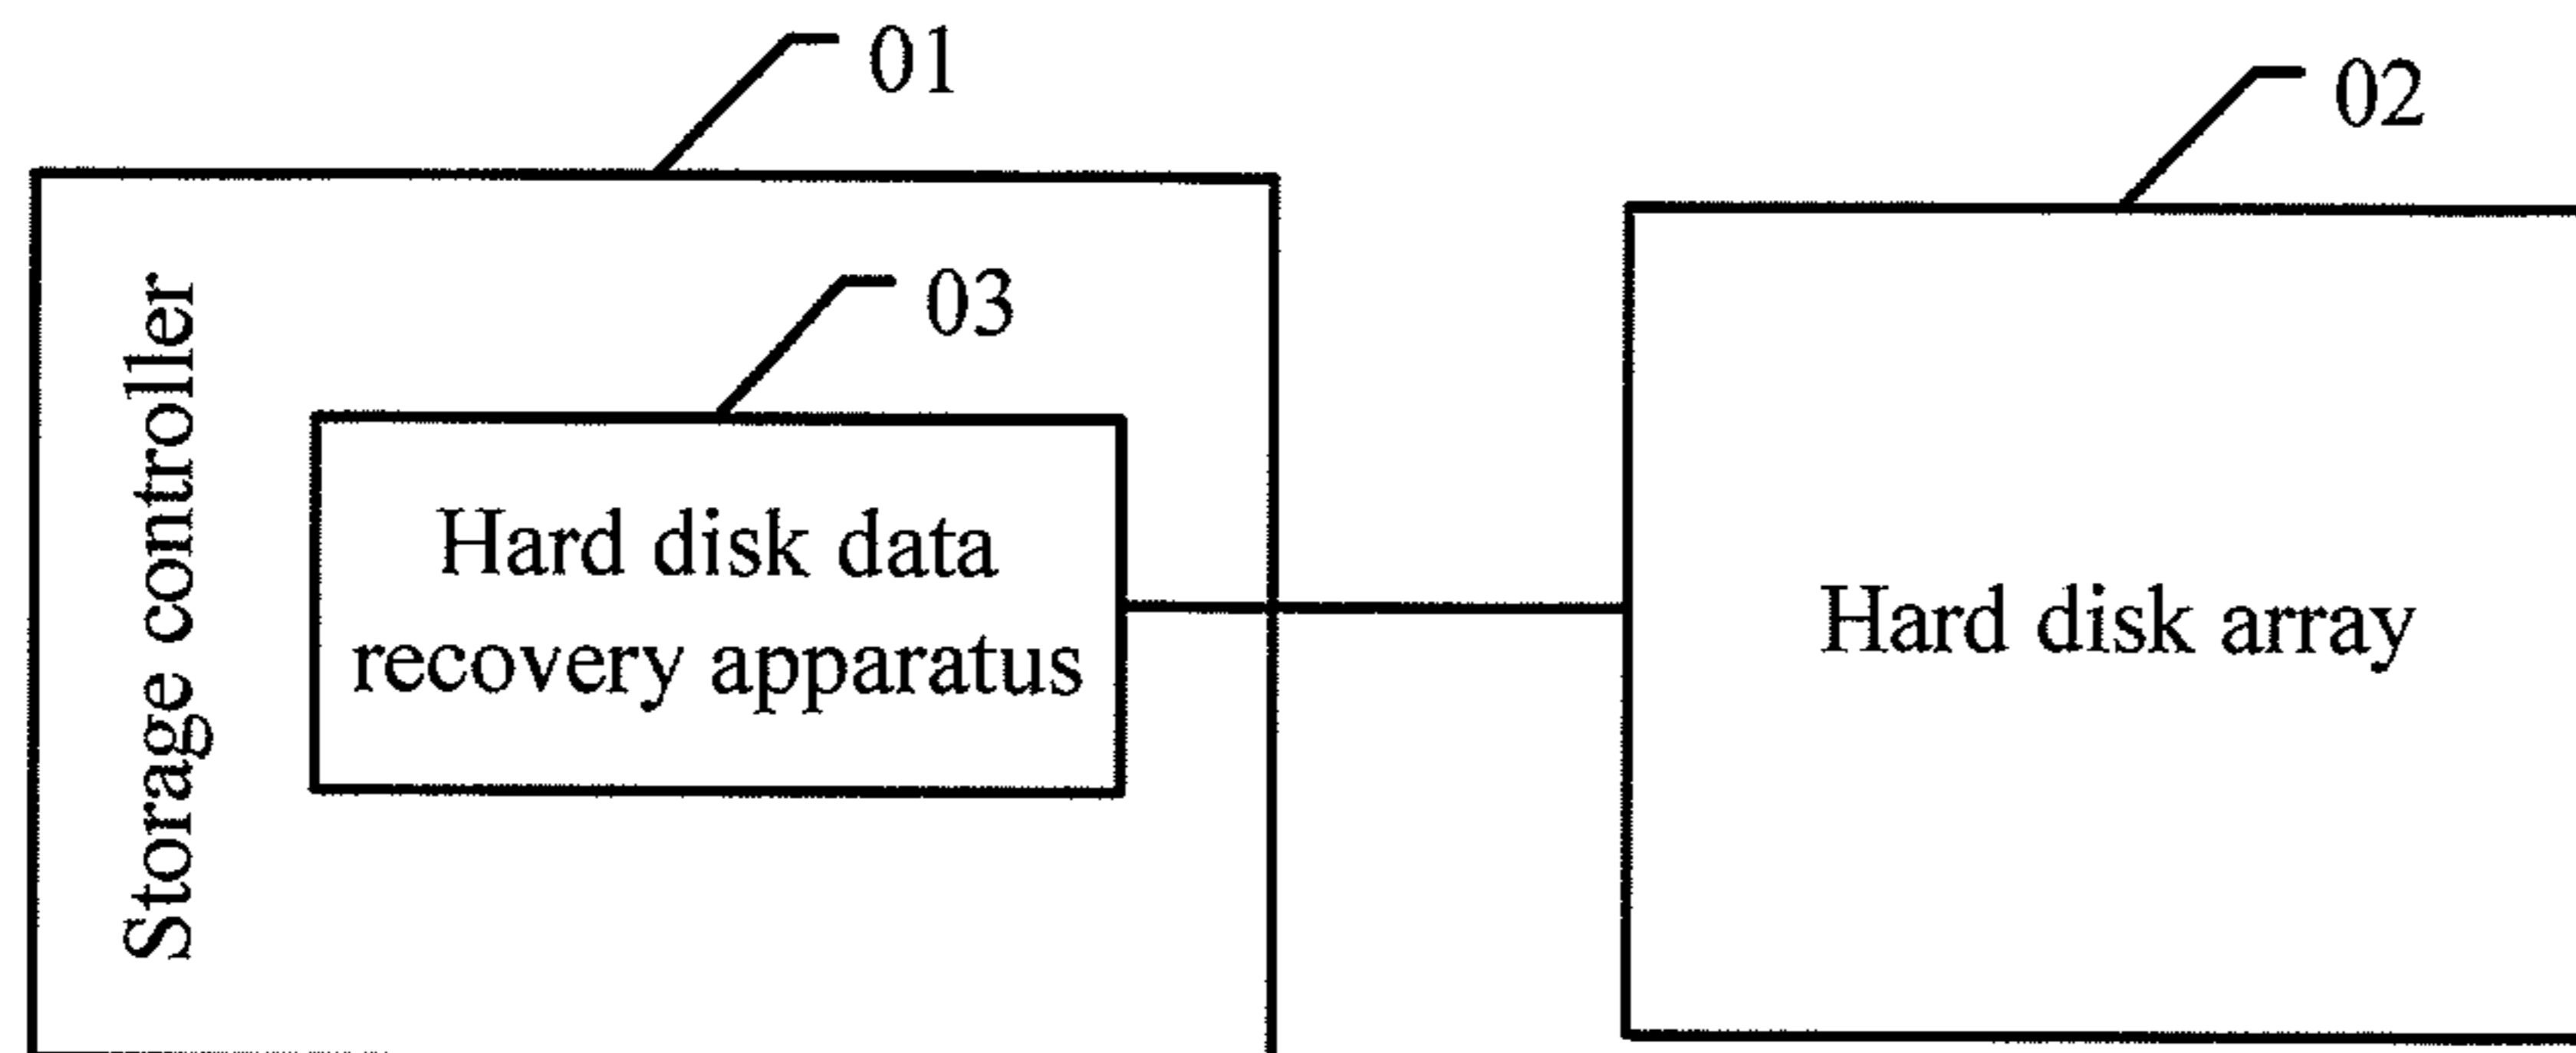 01
02
03
Storage controller
Hard disk data
recovery apparatus
Hard disk array